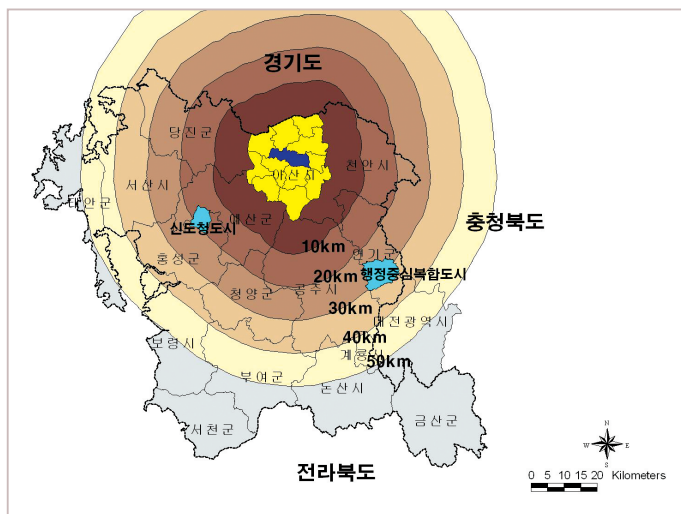 경기도
당진군
천안시
아산시
서산시
태안군
예산군
신도청도시
충청북도
10km
연기군
홍성군
20km
행정중심복합도시
청양군
공주시
30km
대전광역시
40km
보령시
계룡시
50km
부여군
논산시
금산군
서천군
전라북도
N
W E
S
0 5 10 15 20 Kilometers